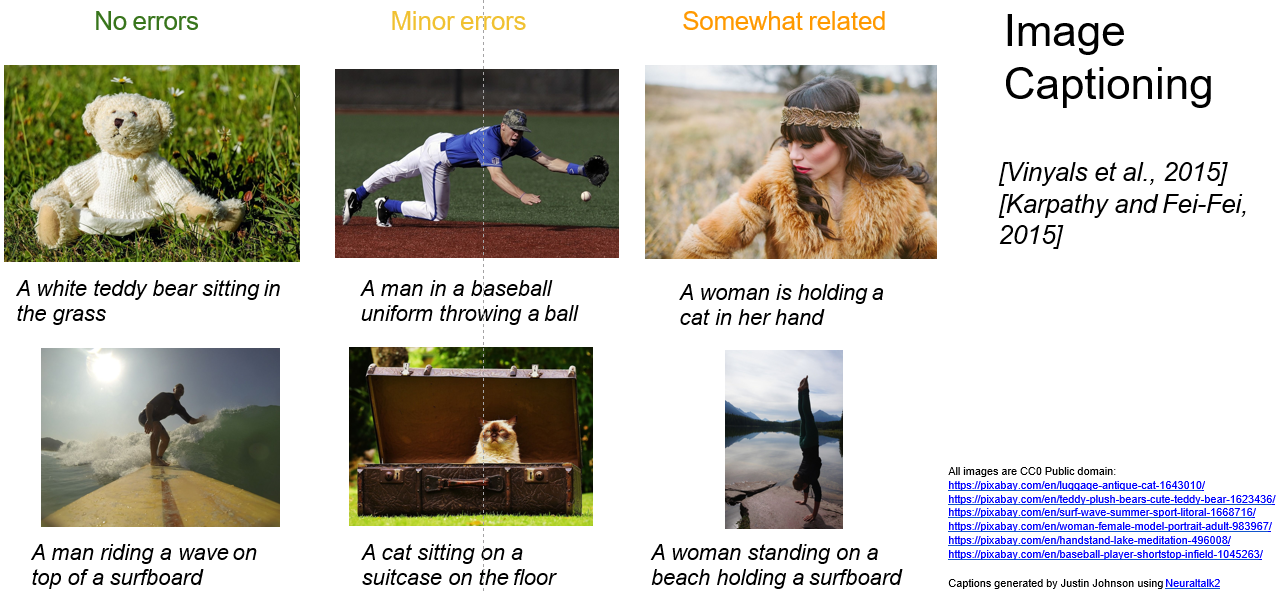 No errors
Minor errors
Somewhat related
Image
Captioning
[Vinyals et al., 2015]
[Karpathy and Fei-Fei,
2015]
A white teddy bear sitting in
the grass
A man in a baseball
uniform throwing a ball
A woman is holding a
cat in her hand
A man riding a wave on
top of a surfboard
A cat sitting on a
suitcase on the floor
A woman standing on a
beach holding a surfboard
All images are CC0 Public domain:
https://pixabay.com/en/luggage-antique-cat-1643010/
https://pixabay.com/en/teddy-plush-bears-cute-teddy-bear-1623436/
https://pixabay.com/en/surf-wave-summer-sport-litoral-1668716/
https://pixabay.com/en/woman-female-model-portrait-adult-983967/
https://pixabay.com/en/handstand-lake-meditation-496008/
https://pixabay.com/en/baseball-player-shortstop-infield-1045263/
Captions generated by Justin Johnson using Neuraltalk2